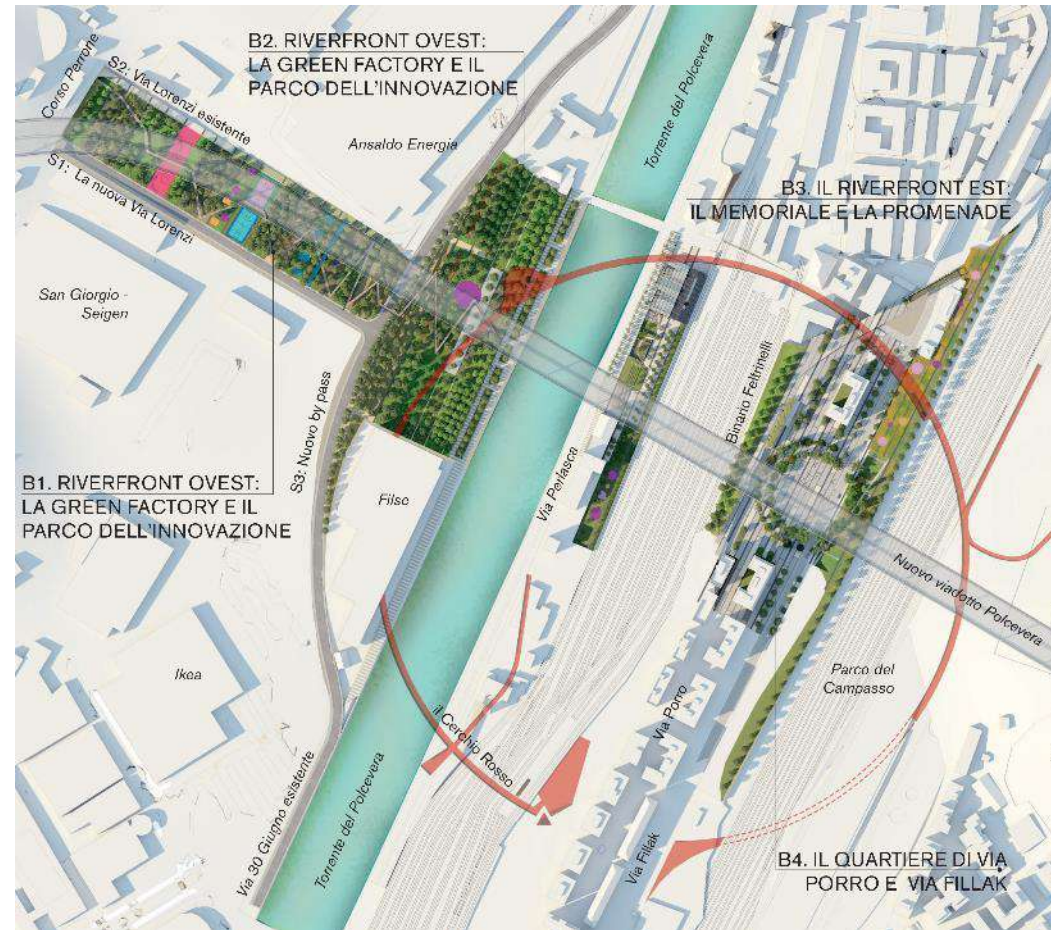 B2. RIVERFRONT OVEST:
LA GREEN FACTORY E IL
PARCO DELL'INNOVAZIONE
Corso Perrone
S2: Via Lorenzi esistente
Ansaldo Energia
Torrente del Polcevera
S1: La nuova Via Lorenzi
B3. IL RIVERFRONT EST:
IL MEMORIALE E LA PROMENADE
San Giorgio -
Seigen
Binario Feltrinelli
S3: Nuovo by pass
Via Perlasca
B1. RIVERFRONT OVEST:
LA GREEN FACTORY E IL
PARCO DELL'INNOVAZIONE
Filse
Nuovo viadotto Polcevera
Ikea
Parco del
Campasso
il Cerchio Rosso
Via Porro
Via 30 Giugno esistente
Torrente del Polcevera
Via Fillak
B4. IL QUARTIERE DI VIA
PORRO E VIA FILLAK